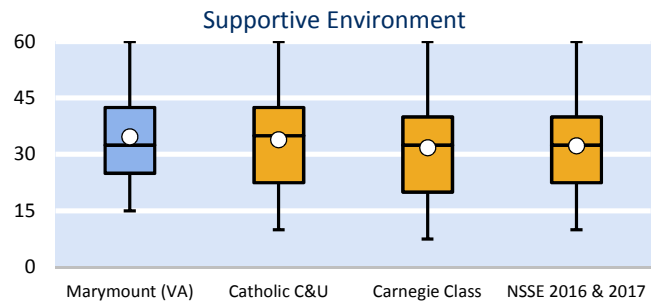 Supportive Environment
60
45
30
15
0
Marymount (VA) Catholic C&U Carnegie Class NSSE 2016 & 2017